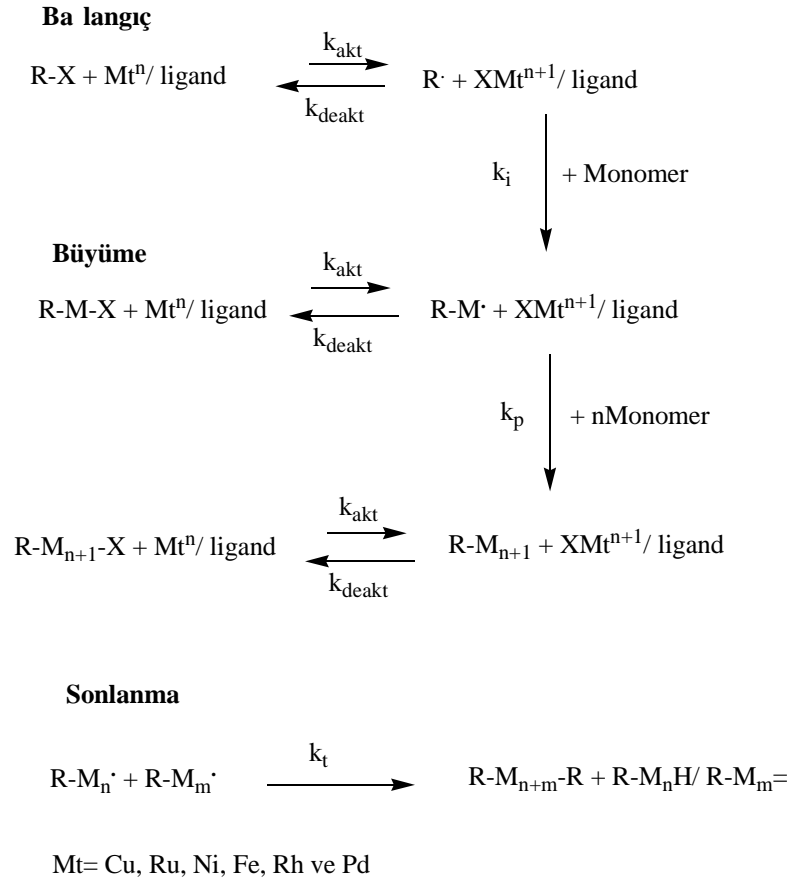 Ba langıç
k_akt
R-X + Mt^n/ ligand R· + XMt^n+1/ ligand
k_deakt
k_i + Monomer
Büyüme
k_akt
R-M-X + Mt^n/ ligand R-M· + XMt^n+1/ ligand
k_deakt
k_p + nMonomer
k_akt
R-M_n+1-X + Mt^n/ ligand R-M_n+1 + XMt^n+1/ ligand
k_deakt
Sonlanma
k_t
R-M_n· + R-M_m· R-M_n+m-R + R-M_nH/ R-M_m=
Mt= Cu, Ru, Ni, Fe, Rh ve Pd